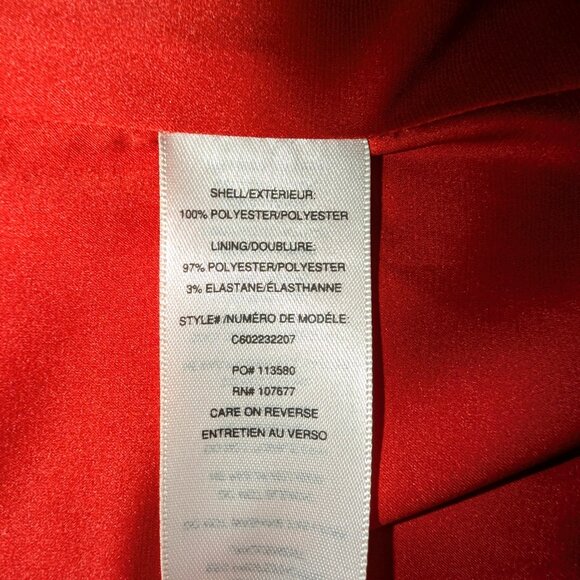 SHELL/EXTÉRIEUR:
100% POLYESTER/POLYESTER
LINING/DOUBLURE:
97% POLYESTER/POLYESTER
3% ELASTANE/ÉLASTHANNE
STYLE# /NUMÉRO DE MODÈLE:
C602232207
PO# 113580
RN# 107677
CARE ON REVERSE
ENTRETIEN AU VERSO